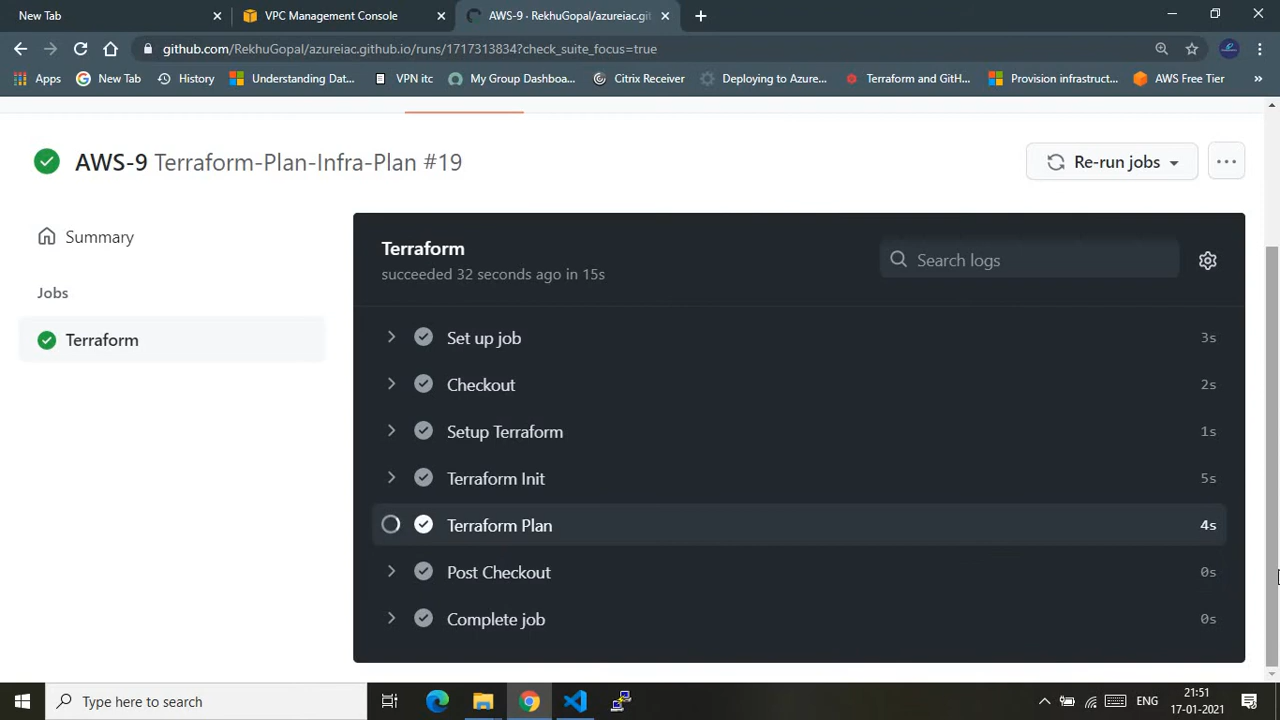 New Tab
VPC Management Console
AWS-9 · RekhuGopal/azureiac.git
github.com/RekhuGopal/azureiac.github.io/runs/1717313834?check_suite_focus=true
Apps
New Tab
History
Understanding Dat...
VPN itc
My Group Dashboa...
Citrix Receiver
Deploying to Azure...
Terraform and GitH...
Provision infrastruct...
AWS Free Tier
»
AWS-9 Terraform-Plan-Infra-Plan #19
Re-run jobs
Summary
Jobs
Terraform
Terraform
succeeded 32 seconds ago in 15s
Search logs
Set up job 3s
Checkout 2s
Setup Terraform 1s
Terraform Init 5s
Terraform Plan 4s
Post Checkout 0s
Complete job 0s
Type here to search
ENG
21:51
17-01-2021